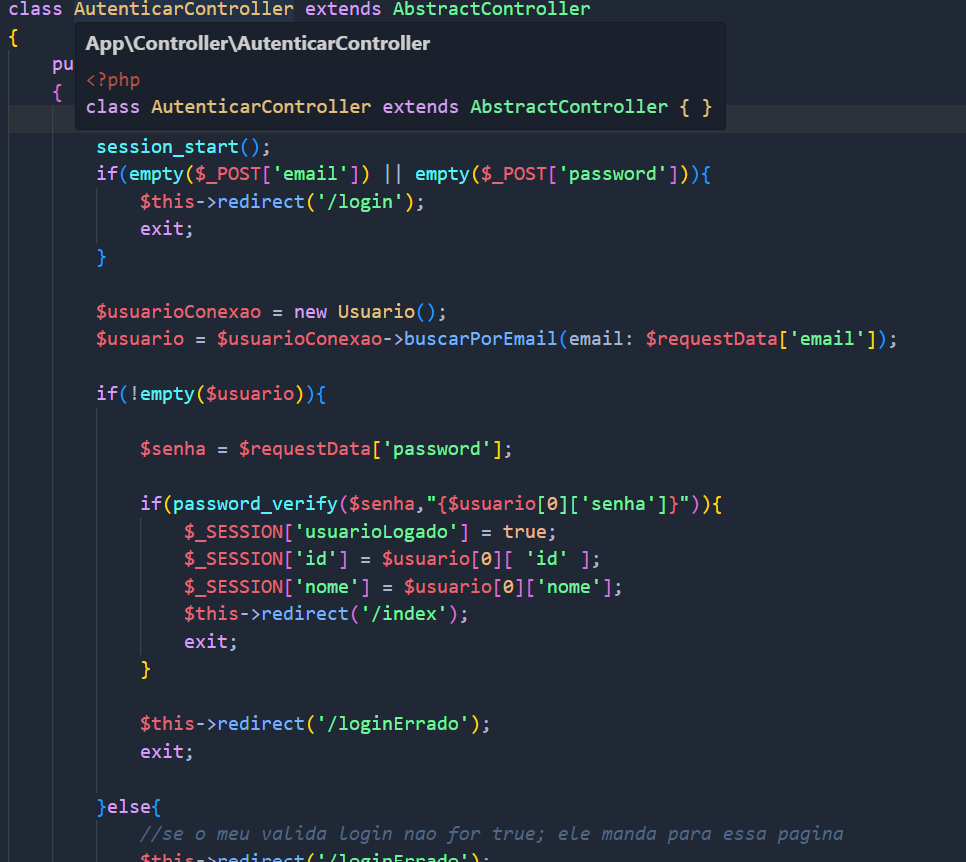 class AutenticarController extends AbstractController
{
App\Controller\AutenticarController
pu
<?php
{
class AutenticarController extends AbstractController { }
session_start();
if(empty($_POST['email']) || empty($_POST['password'])){
$this->redirect('/login');
exit;
}
$usuarioConexao = new Usuario();
$usuario = $usuarioConexao->buscarPorEmail(email: $requestData['email']);
if(!empty($usuario)){
$senha = $requestData['password'];
if(password_verify($senha,"{$usuario[0]['senha']}")){
$_SESSION['usuarioLogado'] = true;
$_SESSION['id'] = $usuario[0][ 'id' ];
$_SESSION['nome'] = $usuario[0]['nome'];
$this->redirect('/index');
exit;
}
$this->redirect('/loginErrado');
exit;
}else{
//se o meu valida login nao for true; ele manda para essa pagina
$this->redirect('/loginErrado');